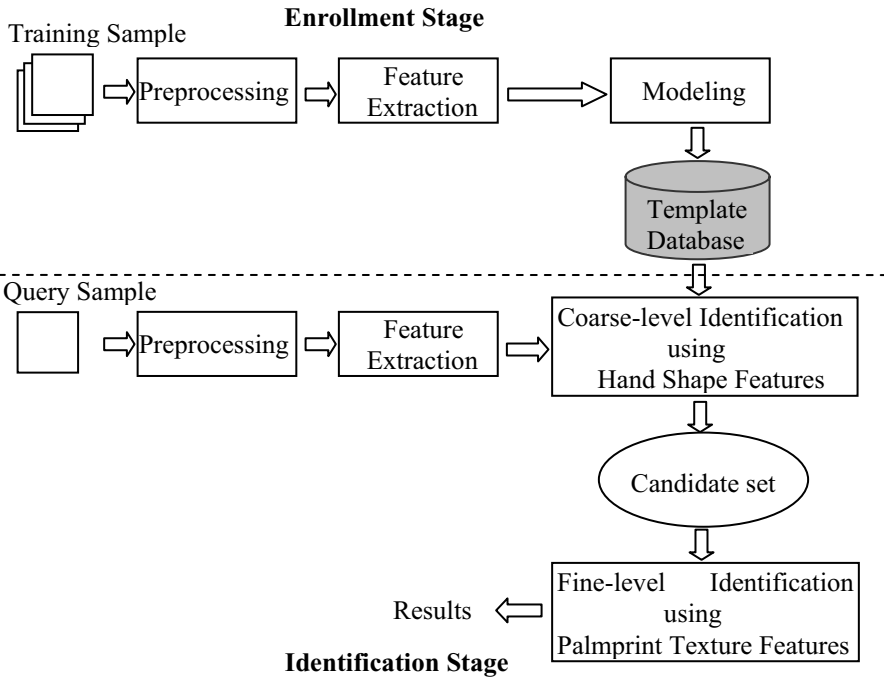 Enrollment Stage
Training Sample
Preprocessing
Feature
Extraction
Modeling
Template
Database
Query Sample
Preprocessing
Feature
Extraction
Coarse-level Identification
using
Hand Shape Features
Candidate set
Fine-level Identification
using
Palmprint Texture Features
Results
Identification Stage